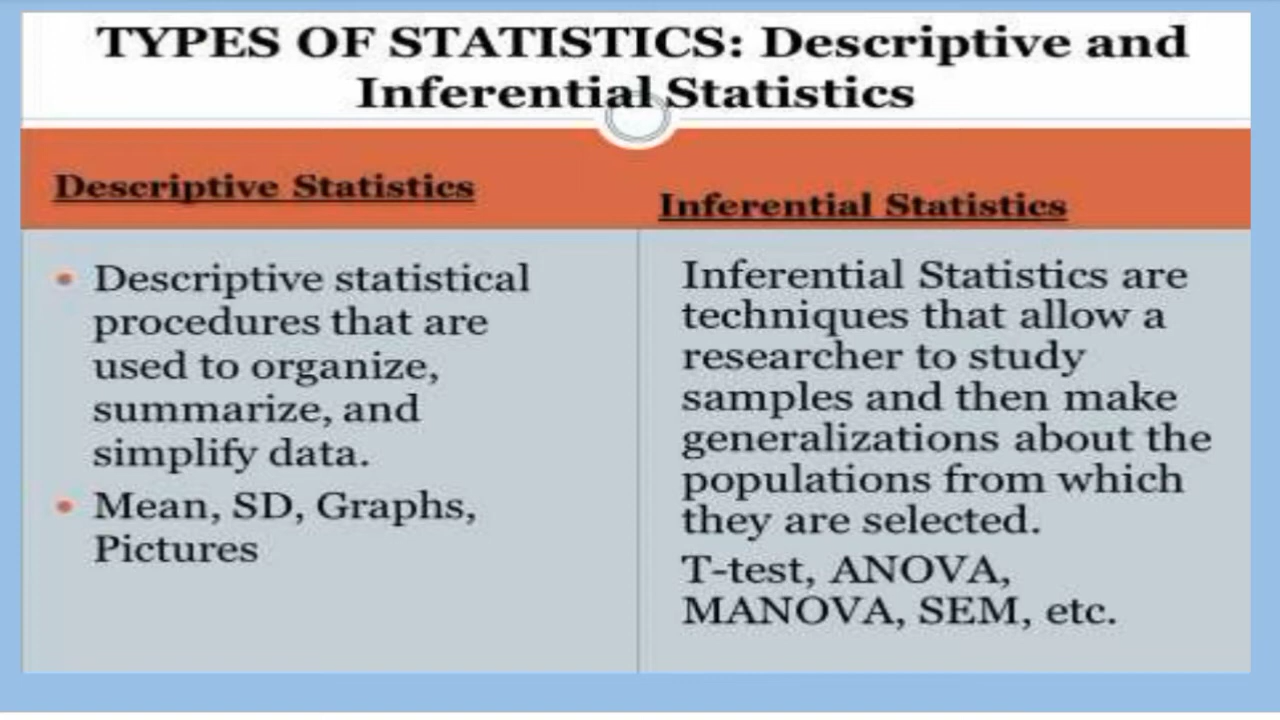 TYPES OF STATISTICS: Descriptive and
Inferential Statistics
Descriptive Statistics
• Descriptive statistical
procedures that are
used to organize,
summarize, and
simplify data.
• Mean, SD, Graphs,
Pictures
Inferential Statistics
Inferential Statistics are
techniques that allow a
researcher to study
samples and then make
generalizations about the
populations from which
they are selected.
T-test, ANOVA,
MANOVA, SEM, etc.